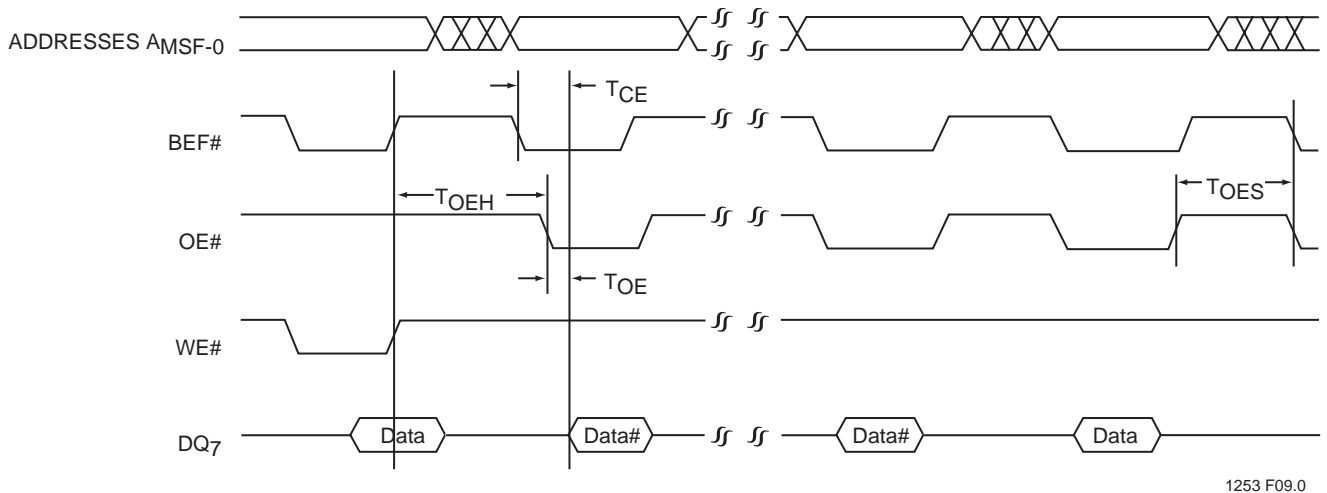 ADDRESSES AMSF-0
TCE
BEF#
TOEH
TOES
OE#
TOE
WE#
DQ7
Data
Data#
Data#
Data
1253 F09.0